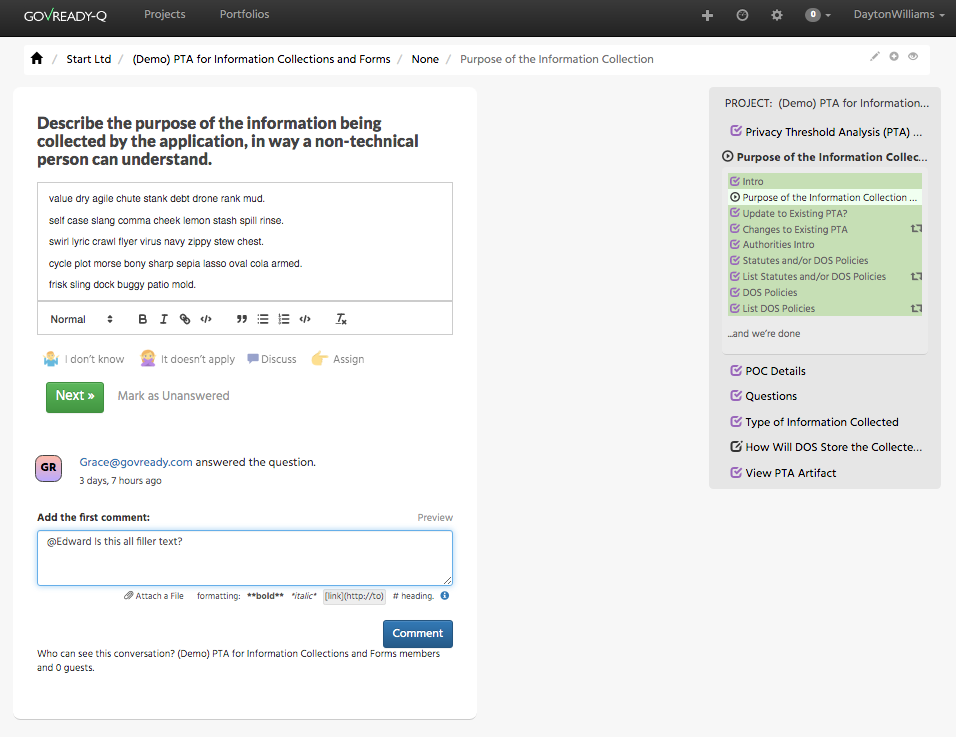 GOVREADY-Q Projects Portfolios 0 DaytonWilliams
/ Start Ltd / (Demo) PTA for Information Collections and Forms / None / Purpose of the Information Collection
Describe the purpose of the information being
collected by the application, in way a non-technical
person can understand.
value dry agile chute stank debt drone rank mud.
self case slang comma cheek lemon stash spill rinse.
swirl lyric crawl flyer virus navy zippy stew chest.
cycle plot morse bony sharp sepia lasso oval cola armed.
frisk sling dock buggy patio mold.
Normal B I </> ” </> Tx
I don't know It doesn't apply Discuss Assign
Next » Mark as Unanswered
GR Grace@govready.com answered the question.
3 days, 7 hours ago
Add the first comment: Preview
@Edward Is this all filler text?
Attach a File formatting: **bold** *italic* [link](http://to) # heading.
Comment
Who can see this conversation? (Demo) PTA for Information Collections and Forms members
and 0 guests.
PROJECT: (Demo) PTA for Information...
Privacy Threshold Analysis (PTA) ...
Purpose of the Information Collec...
Intro
Purpose of the Information Collection ...
Update to Existing PTA?
Changes to Existing PTA
Authorities Intro
Statutes and/or DOS Policies
List Statutes and/or DOS Policies
DOS Policies
List DOS Policies
...and we're done
POC Details
Questions
Type of Information Collected
How Will DOS Store the Collecte...
View PTA Artifact